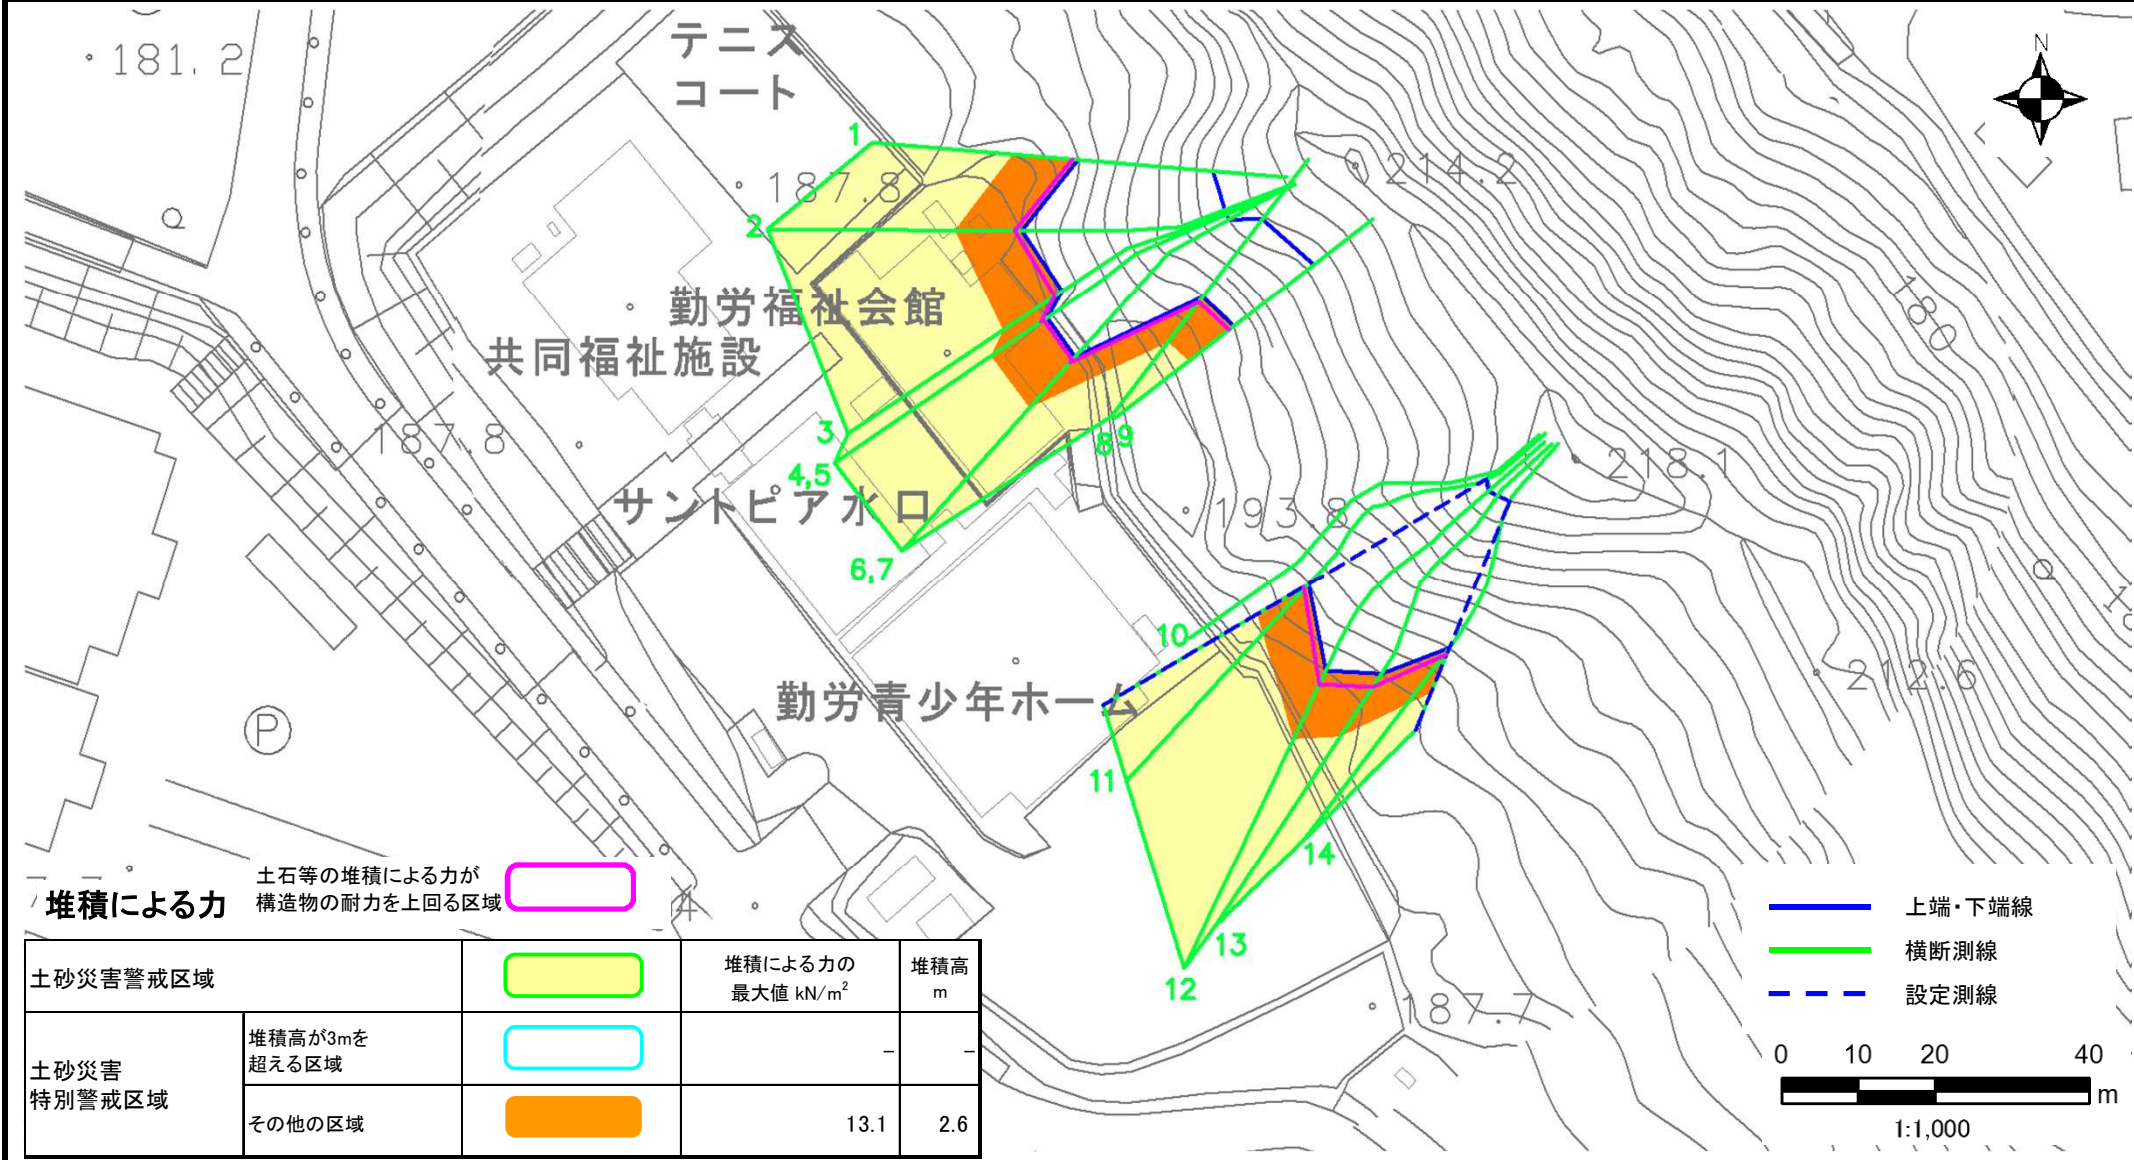 テニス
コート
N
181.2
1
214.2
187.8
2
180
勤労福祉会館
共同福祉施設
3
187.8
8
9
4,5
218.1
サントピア水口
193.8
6,7
10
212.6
勤労青少年ホーム
P
11
14
13
12
187.7
堆積による力
土石等の堆積による力が
構造物の耐力を上回る区域
4
土砂災害警戒区域
堆積による力の
最大値 kN/m²
堆積高
m
土砂災害
特別警戒区域
堆積高が3mを
超える区域
–
–
その他の区域
13.1
2.6
上端・下端線
横断測線
設定測線
0 10 20 40
m
1:1,000